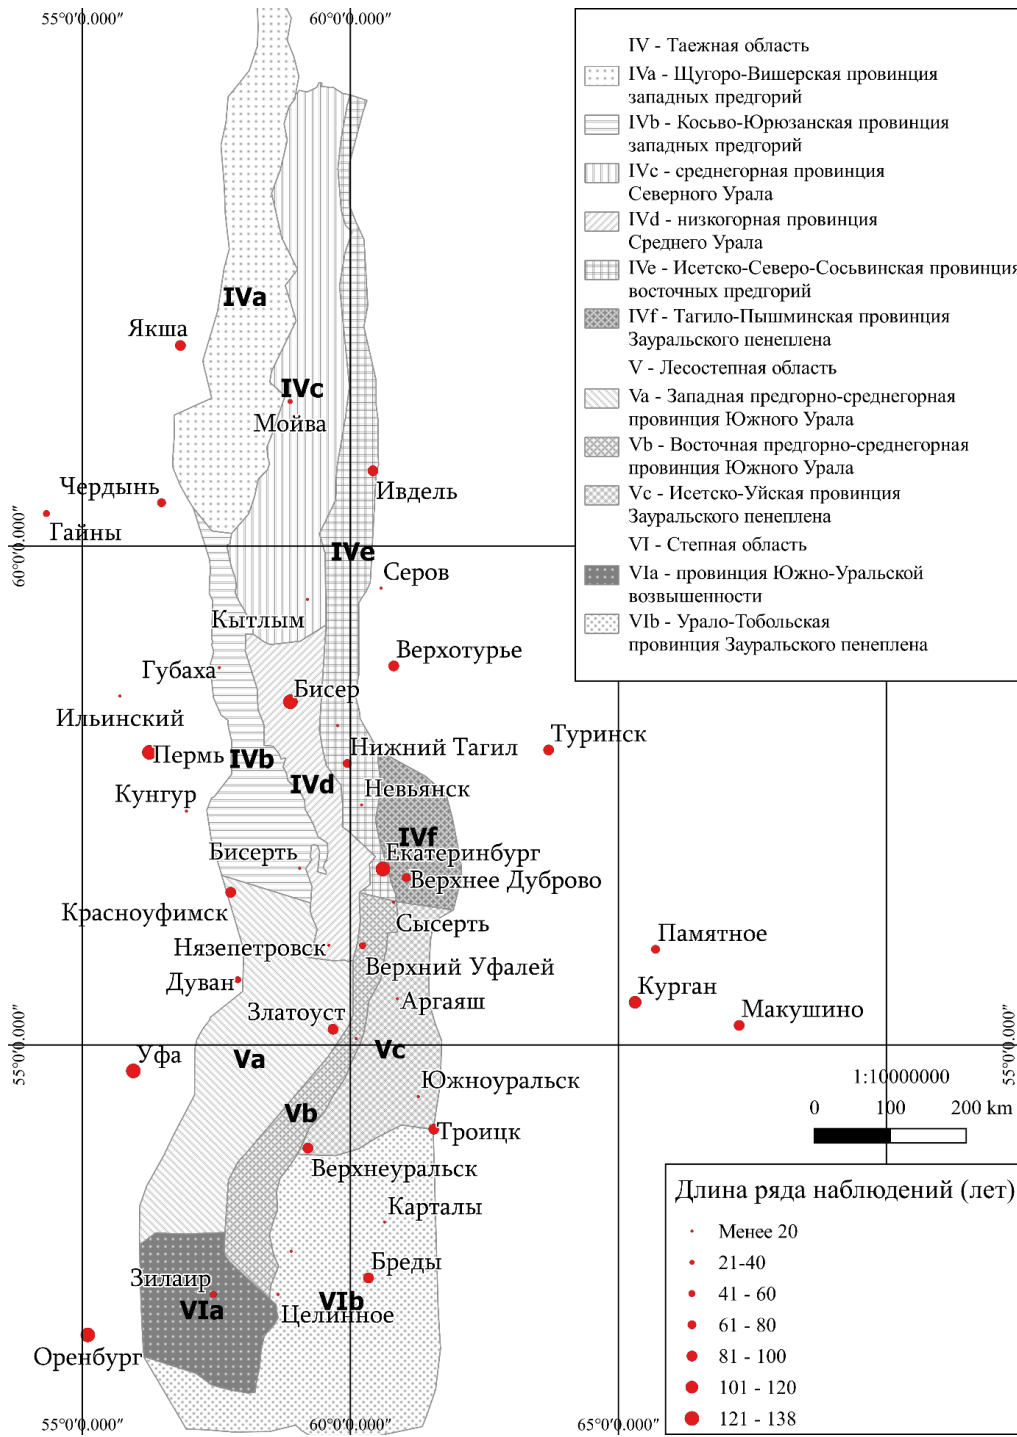 55°0′0.000″
60°0′0.000″
IV - Таежная область
IVa - Щугоро-Вишерская провинция
западных предгорий
IVb - Косьво-Юрюзанская провинция
западных предгорий
IVc - среднегорная провинция
Северного Урала
IVd - низкогорная провинция
Среднего Урала
IVe - Исетско-Северо-Сосьвинская провинция
восточных предгорий
IVf - Тагило-Пышминская провинция
Зауральского пенеплена
V - Лесостепная область
Va - Западная предгорно-среднегорная
провинция Южного Урала
Vb - Восточная предгорно-среднегорная
провинция Южного Урала
Vc - Исетско-Уйская провинция
Зауральского пенеплена
VI - Степная область
VIa - провинция Южно-Уральской
возвышенности
VIb - Урало-Тобольская
провинция Зауральского пенеплена
IVa
Якша
IVc
Мойва
Чердынь
Ивдель
Гайны
60°0′0.000″
IVe
Серов
Кытлым
Верхотурье
Губаха
Бисер
Ильинский
Туринск
Пермь
IVb
Нижний Тагил
IVd
Кунгур
Невьянск
IVf
Бисерть
Екатеринбург
Верхнее Дуброво
Красноуфимск
Сысерть
Памятное
Нязепетровск
Верхний Уфалей
Дуван
Аргаяш
Курган
Златоуст
Макушино
55°0′0.000″
55°0′0.000″
Уфа
Va
Vc
Южноуральск
1:10000000
0 100 200 km
Vb
Троицк
Верхнеуральск
Карталы
Бреды
Зилаир
VIa
VIb
Целинное
Оренбург
Длина ряда наблюдений (лет)
Менее 20
21-40
41 - 60
61 - 80
81 - 100
101 - 120
121 - 138
55°0′0.000″
60°0′0.000″
65°0′0.000″